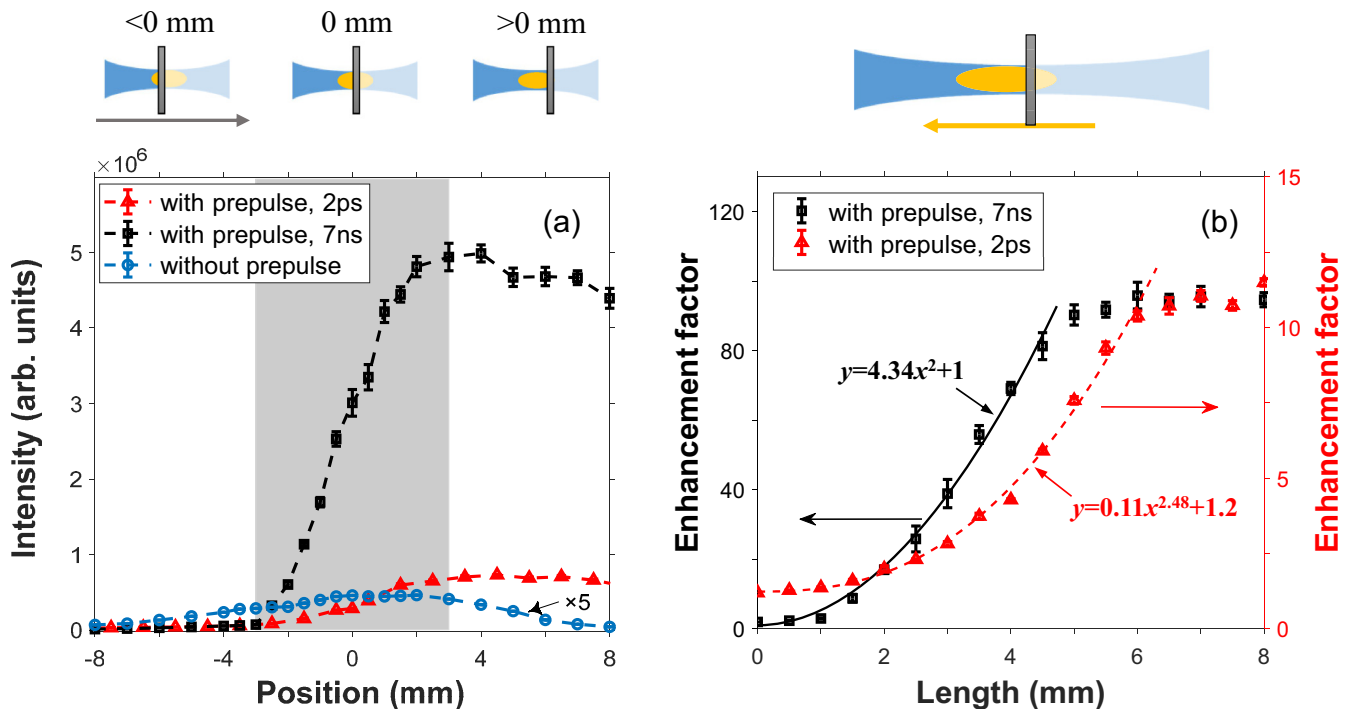 <0 mm
0 mm
>0 mm
× 10⁶
with prepulse, 2ps
with prepulse, 7ns
without prepulse
(a)
×5
5
4
3
2
1
0
-8
-4
0
4
8
Intensity (arb. units)
Position (mm)
with prepulse, 7ns
with prepulse, 2ps
(b)
y=4.34x²+1
y=0.11x^2.48+1.2
120
80
40
0
15
10
5
0
0
2
4
6
8
Enhancement factor
Enhancement factor
Length (mm)